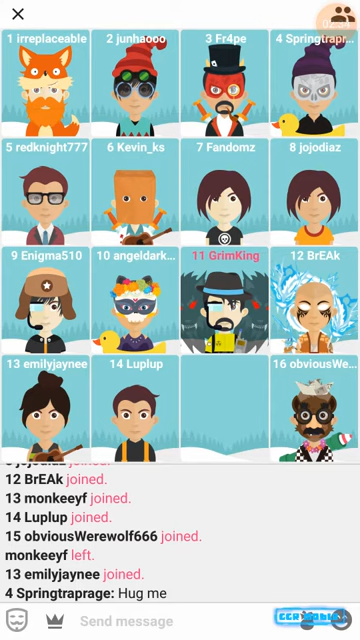 1 irreplaceable
2 junhaooo
3 Fr4pe
4 Springtrapr...
5 redknight777
6 Kevin_ks
7 Fandomz
8 jojodiaz
9 Enigma510
10 angeldark...
11 GrimKing
12 BrEAk
13 emilyjaynee
14 Luplup
16 obviousWe...
joined.
12 BrEAk joined.
13 monkeeyf joined.
14 Luplup joined.
15 obviousWerewolf666 joined.
monkeeyf left.
13 emilyjaynee joined.
4 Springtraprage: Hug me
Send message